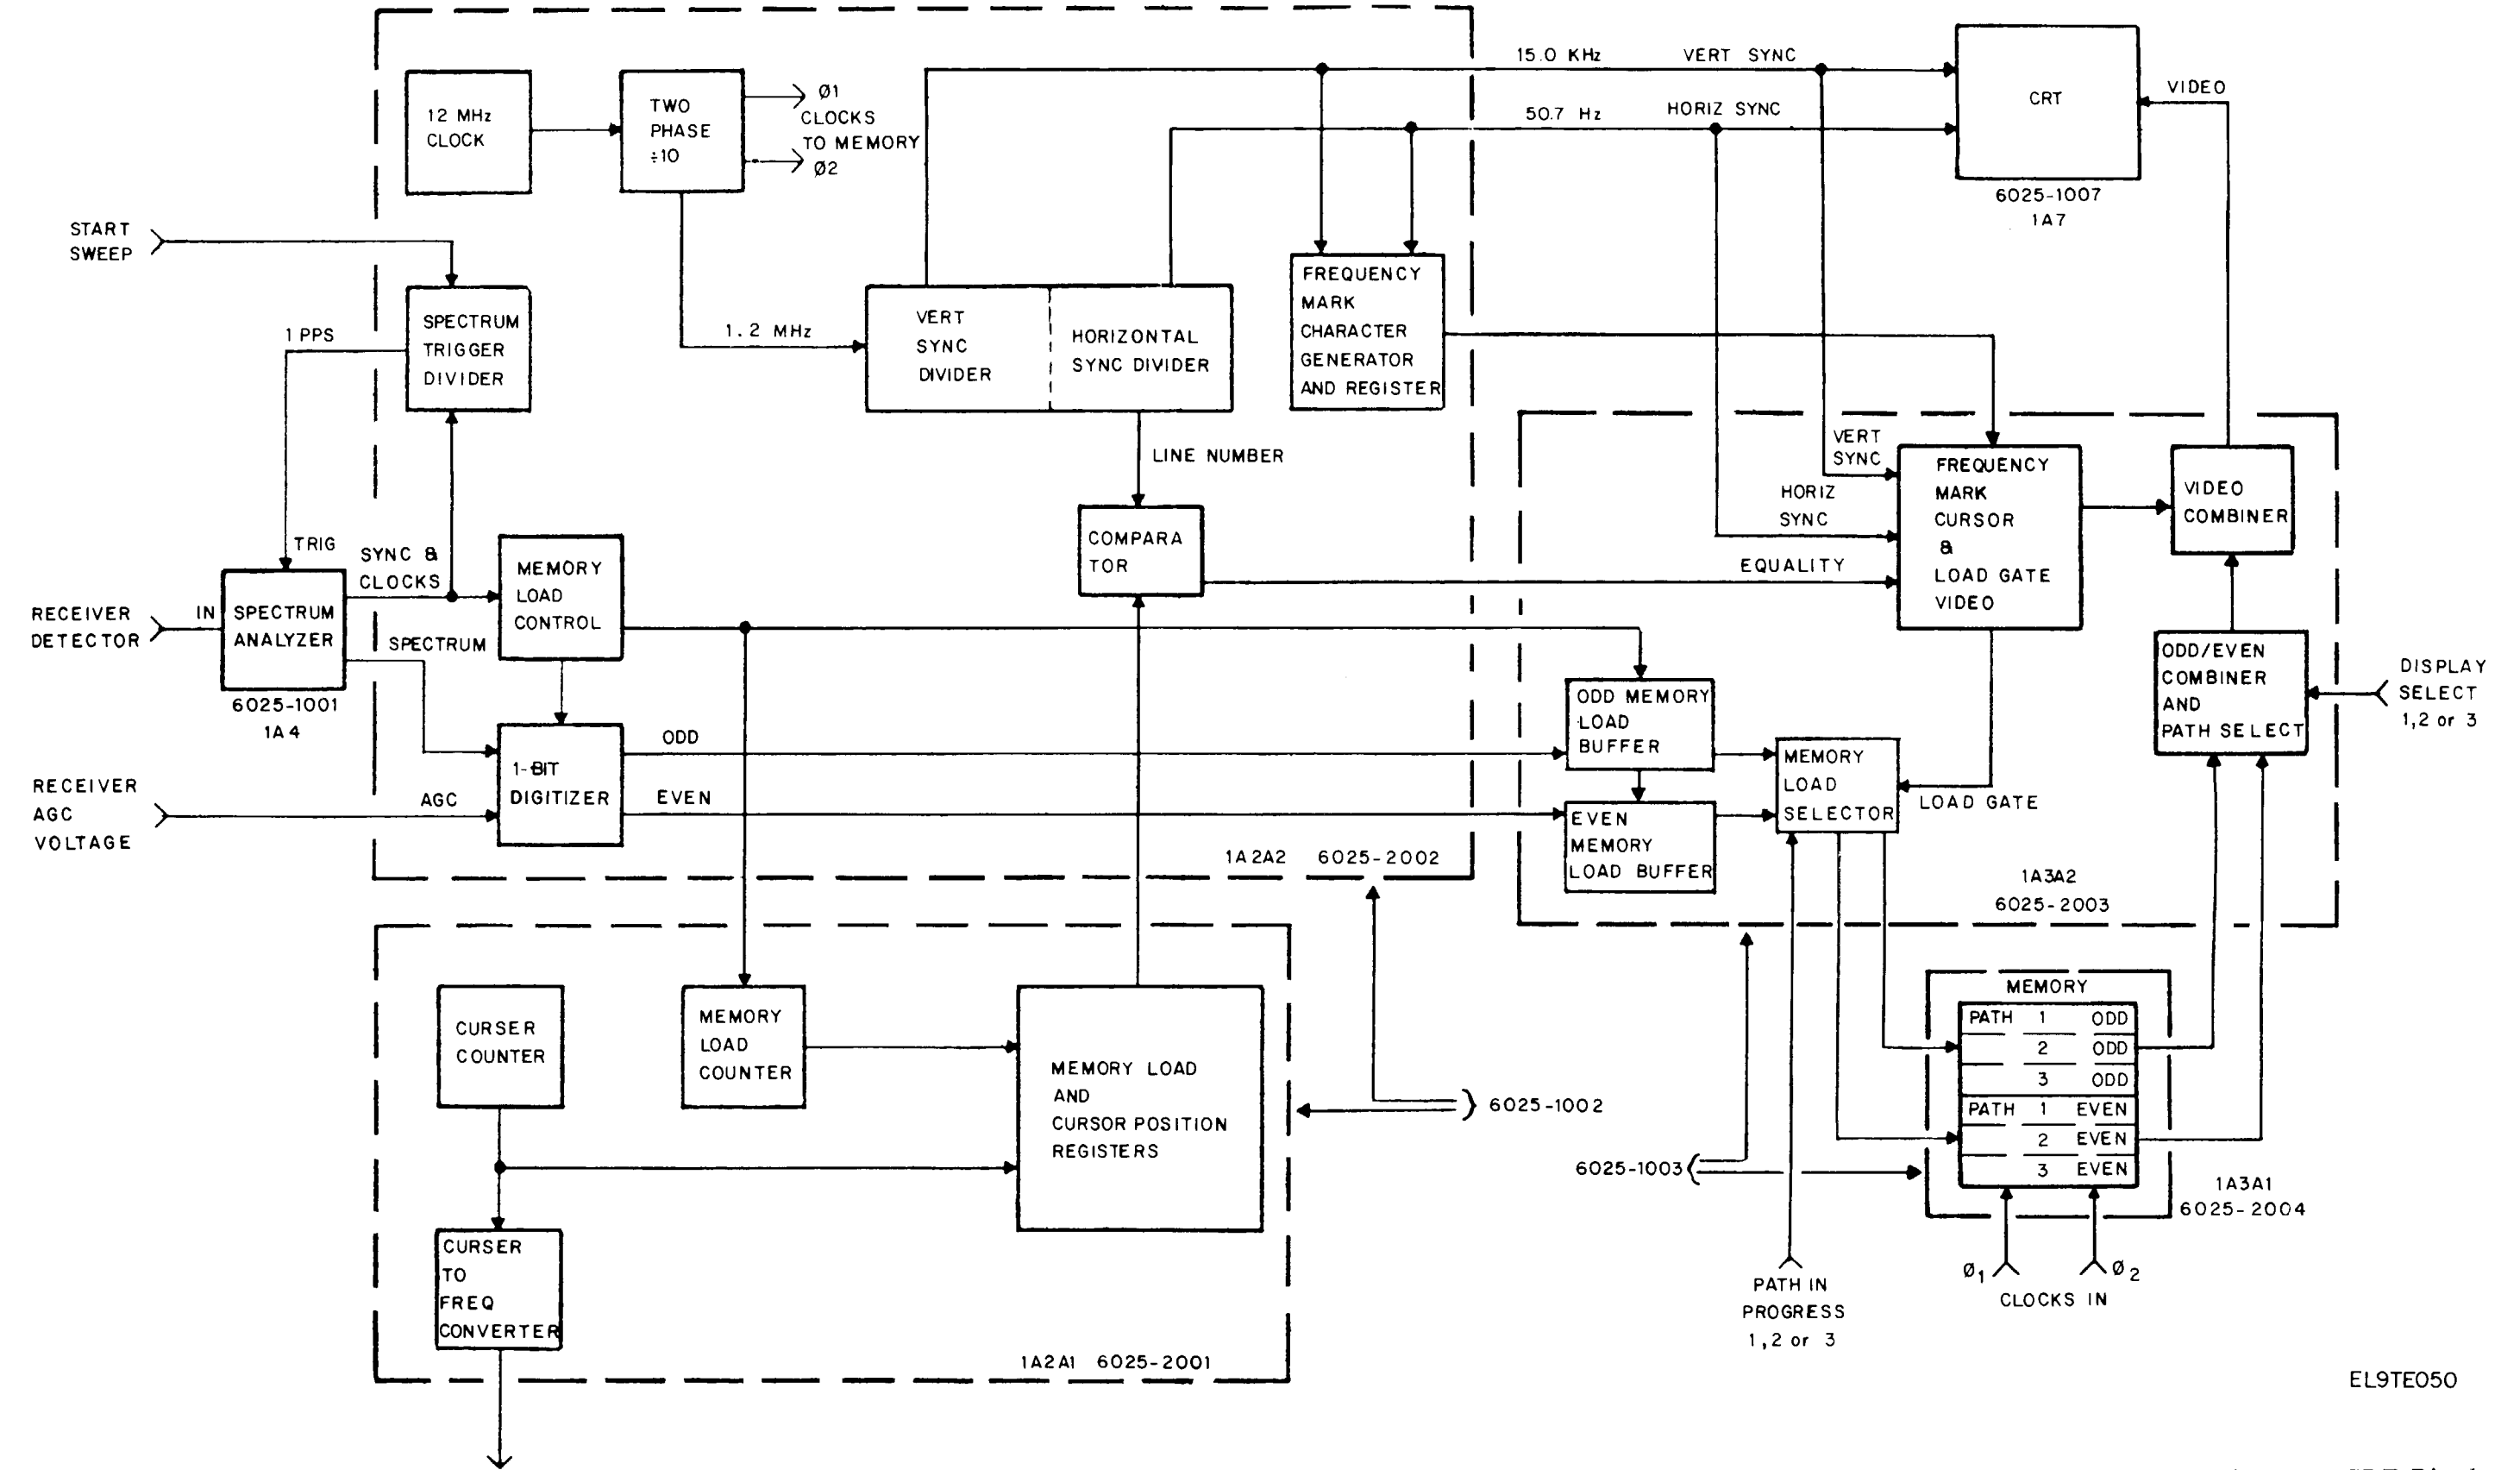 15.0 KHz VERT SYNC
50.7 Hz HORIZ SYNC
CRT
VIDEO
6025-1007
1A7
12 MHz
CLOCK
TWO
PHASE
÷10
Ø1
CLOCKS
TO MEMORY
Ø2
START
SWEEP
SPECTRUM
TRIGGER
DIVIDER
1 PPS
1.2 MHz
VERT
SYNC
DIVIDER
HORIZONTAL
SYNC DIVIDER
FREQUENCY
MARK
CHARACTER
GENERATOR
AND REGISTER
LINE NUMBER
COMPARA
TOR
EQUALITY
VERT
SYNC
HORIZ
SYNC
FREQUENCY
MARK
CURSOR
&
LOAD GATE
VIDEO
VIDEO
COMBINER
TRIG
SYNC &
CLOCKS
RECEIVER
DETECTOR
IN
SPECTRUM
ANALYZER
6025-1001
1A4
SPECTRUM
MEMORY
LOAD
CONTROL
1-BIT
DIGITIZER
RECEIVER
AGC
VOLTAGE
AGC
ODD
EVEN
ODD MEMORY
LOAD
BUFFER
EVEN
MEMORY
LOAD BUFFER
MEMORY
LOAD
SELECTOR
LOAD GATE
ODD/EVEN
COMBINER
AND
PATH SELECT
DISPLAY
SELECT
1,2 or 3
1A2A2 6025-2002
1A3A2
6025-2003
CURSER
COUNTER
MEMORY
LOAD
COUNTER
MEMORY LOAD
AND
CURSOR POSITION
REGISTERS
CURSER
TO
FREQ
CONVERTER
1A2A1 6025-2001
6025-1002
6025-1003
MEMORY
PATH 1 ODD
2 ODD
3 ODD
PATH 1 EVEN
2 EVEN
3 EVEN
1A3A1
6025-2004
Ø1
Ø2
CLOCKS IN
PATH IN
PROGRESS
1,2 or 3
EL9TE050